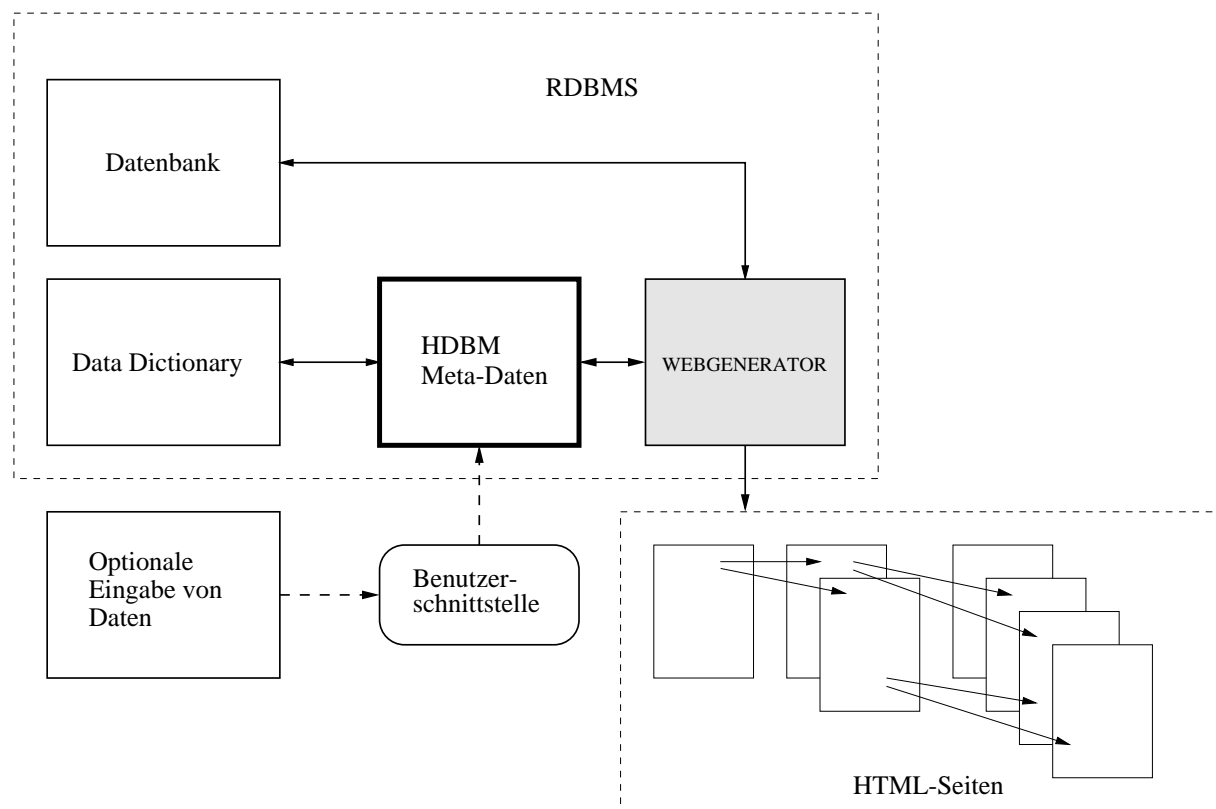 RDBMS
Datenbank
Data Dictionary
HDBM
Meta-Daten
WEBGENERATOR
Optionale
Eingabe von
Daten
Benutzer-
schnittstelle
HTML-Seiten